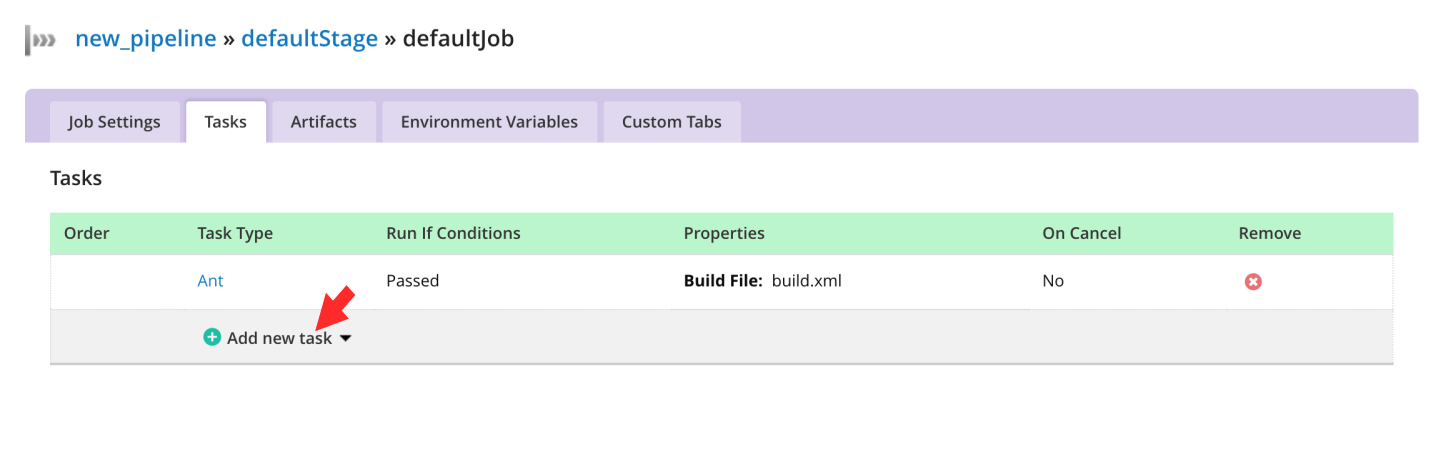 new_pipeline » defaultStage » defaultJob
Job Settings Tasks Artifacts Environment Variables Custom Tabs
Tasks
Order Task Type Run If Conditions Properties On Cancel Remove
Ant Passed Build File: build.xml No
Add new task